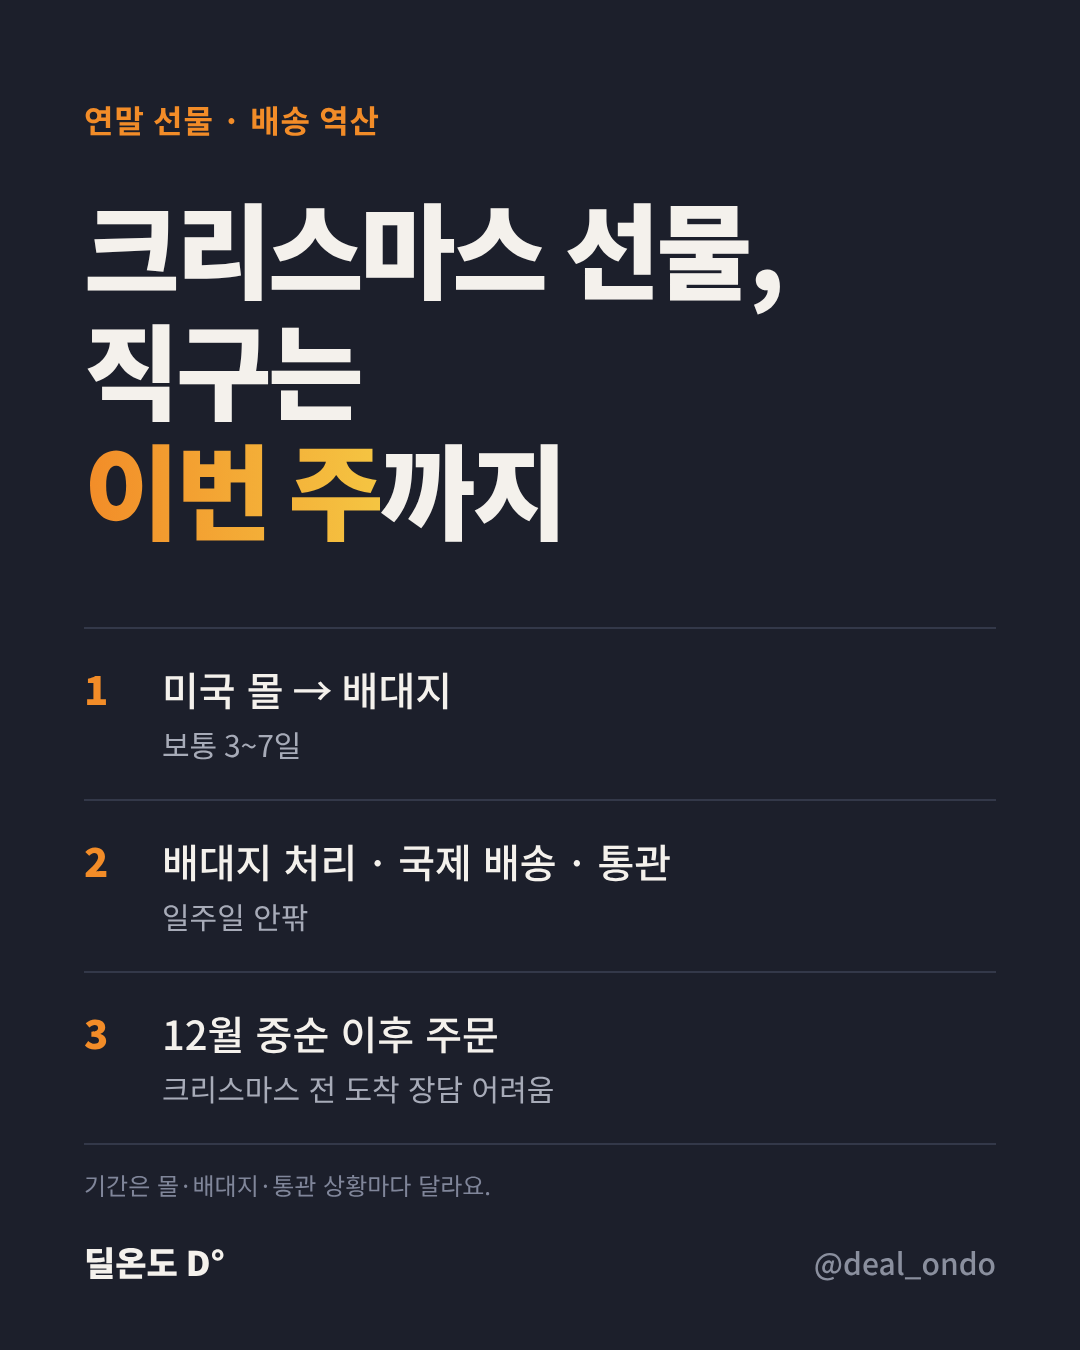 연말 선물 · 배송 역산
크리스마스 선물,
직구는
이번 주까지
1 미국 몰 → 배대지
보통 3~7일
2 배대지 처리 · 국제 배송 · 통관
일주일 안팎
3 12월 중순 이후 주문
크리스마스 전 도착 장담 어려움
기간은 몰·배대지·통관 상황마다 달라요.
딜온도 D°
@deal_ondo